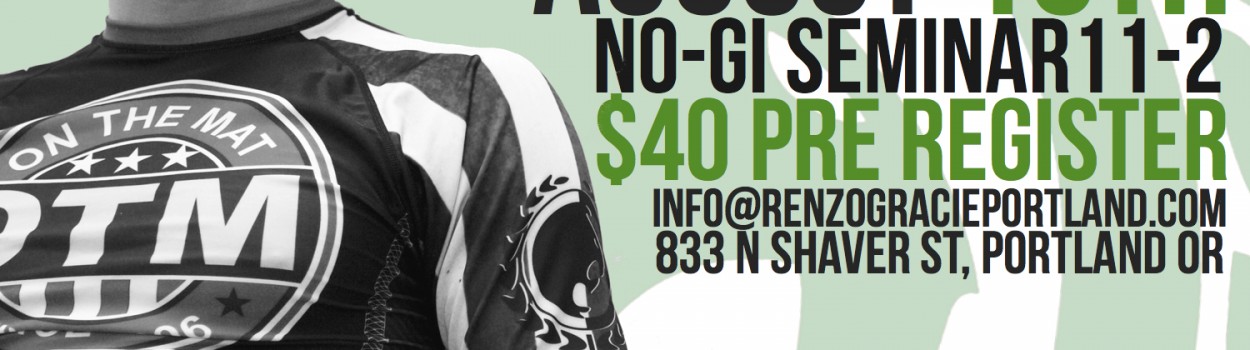 NO-GI SEMINAR 11-2
$40 PRE REGISTER
INFO@RENZOGRACIEPORTLAND.COM
833 N SHAVER ST, PORTLAND OR
ON THE MAT
OTM